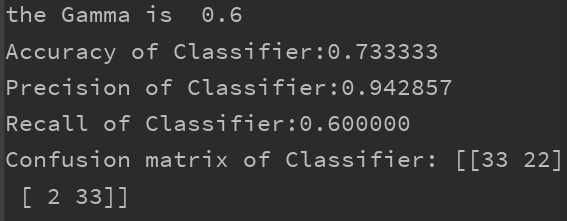 the Gamma is  0.6
Accuracy of Classifier:0.733333
Precision of Classifier:0.942857
Recall of Classifier:0.600000
Confusion matrix of Classifier: [[33 22]
 [ 2 33]]